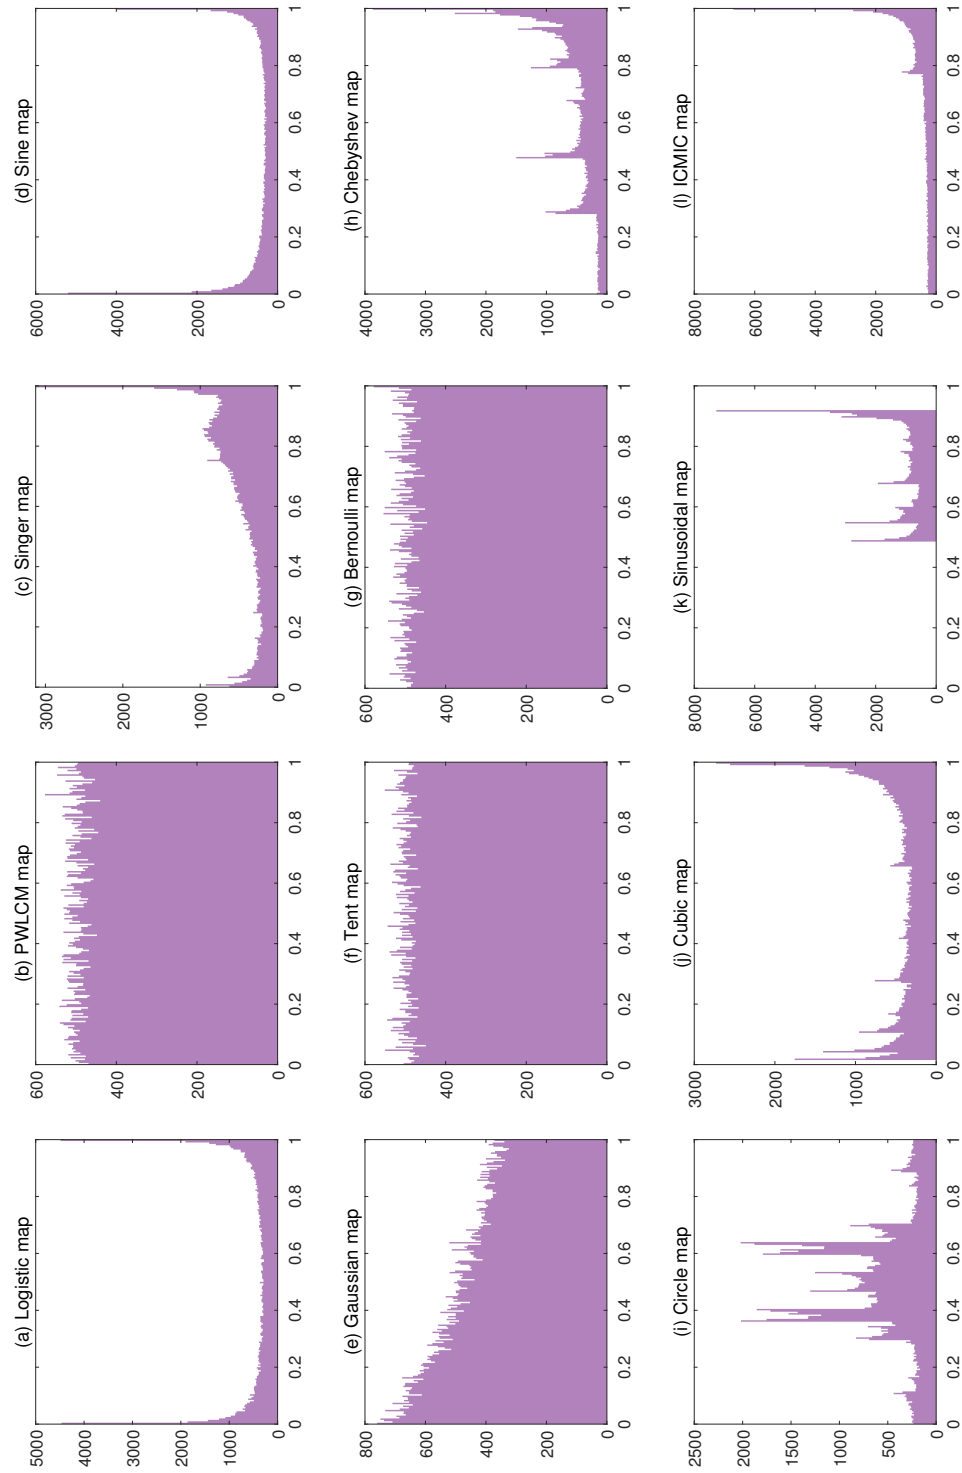 (a) Logistic map
5000
4000
3000
2000
1000
0
0 0.2 0.4 0.6 0.8 1
(b) PWLCM map
600
400
200
0
0 0.2 0.4 0.6 0.8 1
(c) Singer map
3000
2000
1000
0
0 0.2 0.4 0.6 0.8 1
(d) Sine map
6000
5000
4000
3000
2000
1000
0
0 0.2 0.4 0.6 0.8 1
(e) Gaussian map
800
600
400
200
0
0 0.2 0.4 0.6 0.8 1
(f) Tent map
600
400
200
0
0 0.2 0.4 0.6 0.8 1
(g) Bernoulli map
600
400
200
0
0 0.2 0.4 0.6 0.8 1
(h) Chebyshev map
4000
3000
2000
1000
0
0 0.2 0.4 0.6 0.8 1
(i) Circle map
2500
2000
1500
1000
500
0
0 0.2 0.4 0.6 0.8 1
(j) Cubic map
3000
2000
1000
0
0 0.2 0.4 0.6 0.8 1
(k) Sinusoidal map
8000
6000
4000
2000
0
0 0.2 0.4 0.6 0.8 1
(l) ICMIC map
8000
6000
4000
2000
0
0 0.2 0.4 0.6 0.8 1